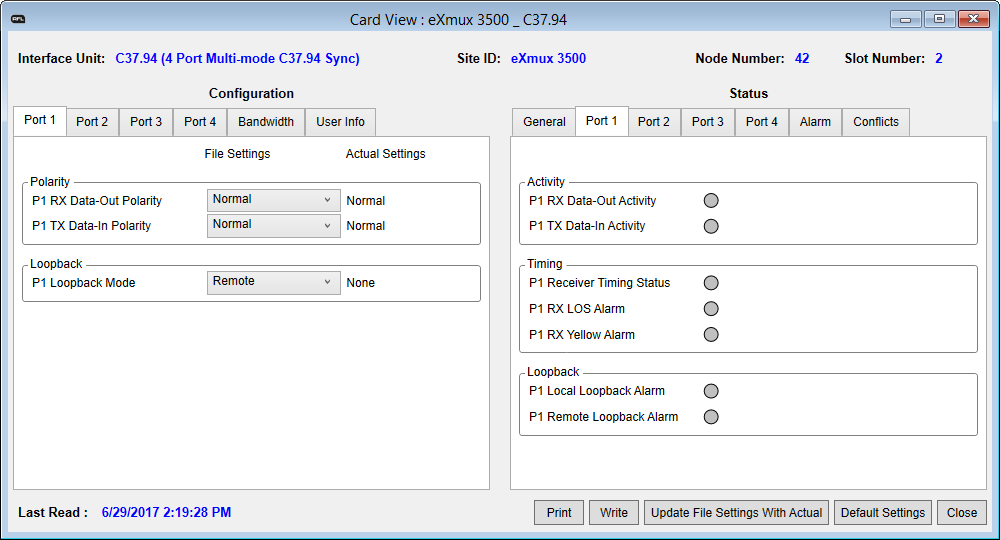 RFL Card View : eXmux 3500 _ C37.94
Interface Unit: C37.94 (4 Port Multi-mode C37.94 Sync) Site ID: eXmux 3500 Node Number: 42 Slot Number: 2
Configuration
Port 1 Port 2 Port 3 Port 4 Bandwidth User Info
File Settings Actual Settings
Polarity
P1 RX Data-Out Polarity Normal Normal
P1 TX Data-In Polarity Normal Normal
Loopback
P1 Loopback Mode Remote None
Status
General Port 1 Port 2 Port 3 Port 4 Alarm Conflicts
Activity
P1 RX Data-Out Activity
P1 TX Data-In Activity
Timing
P1 Receiver Timing Status
P1 RX LOS Alarm
P1 RX Yellow Alarm
Loopback
P1 Local Loopback Alarm
P1 Remote Loopback Alarm
Last Read : 6/29/2017 2:19:28 PM Print Write Update File Settings With Actual Default Settings Close